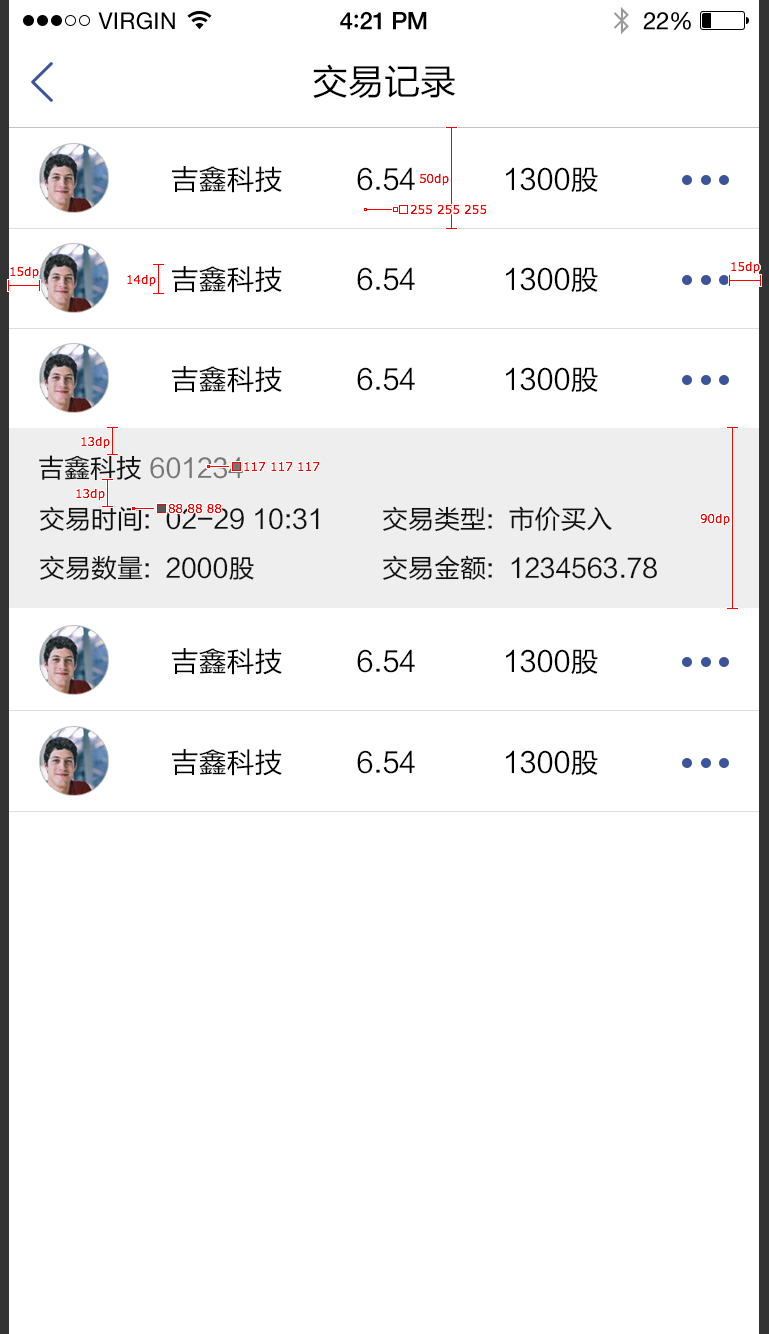 VIRGIN 4:21 PM 22%
交易记录
吉鑫科技 6.54 50dp 1300股
255 255 255
15dp 14dp 吉鑫科技 6.54 1300股 15dp
吉鑫科技 6.54 1300股
13dp
吉鑫科技 601234 117 117 117
13dp
88 88 88
交易时间: 02-29 10:31 交易类型: 市价买入 90dp
交易数量: 2000股 交易金额: 1234563.78
吉鑫科技 6.54 1300股
吉鑫科技 6.54 1300股